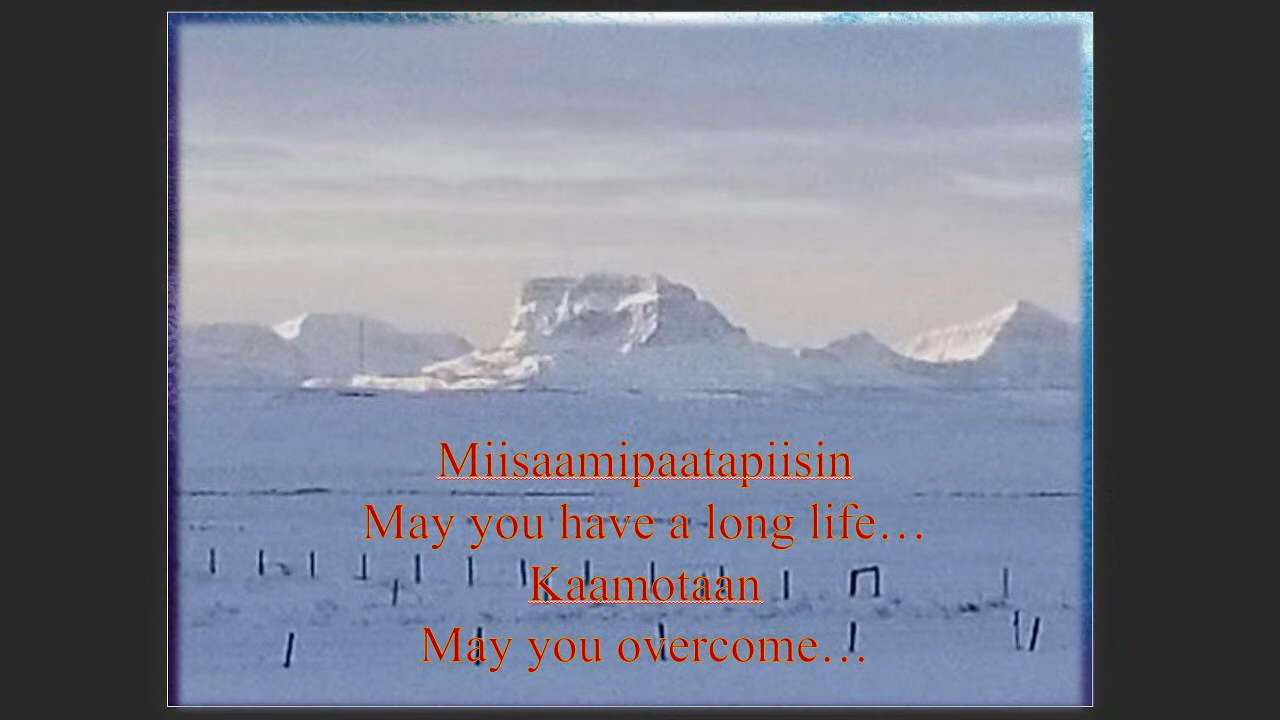 Miisaamipaatapiisin
May you have a long life…
Kaamotaan
May you overcome…